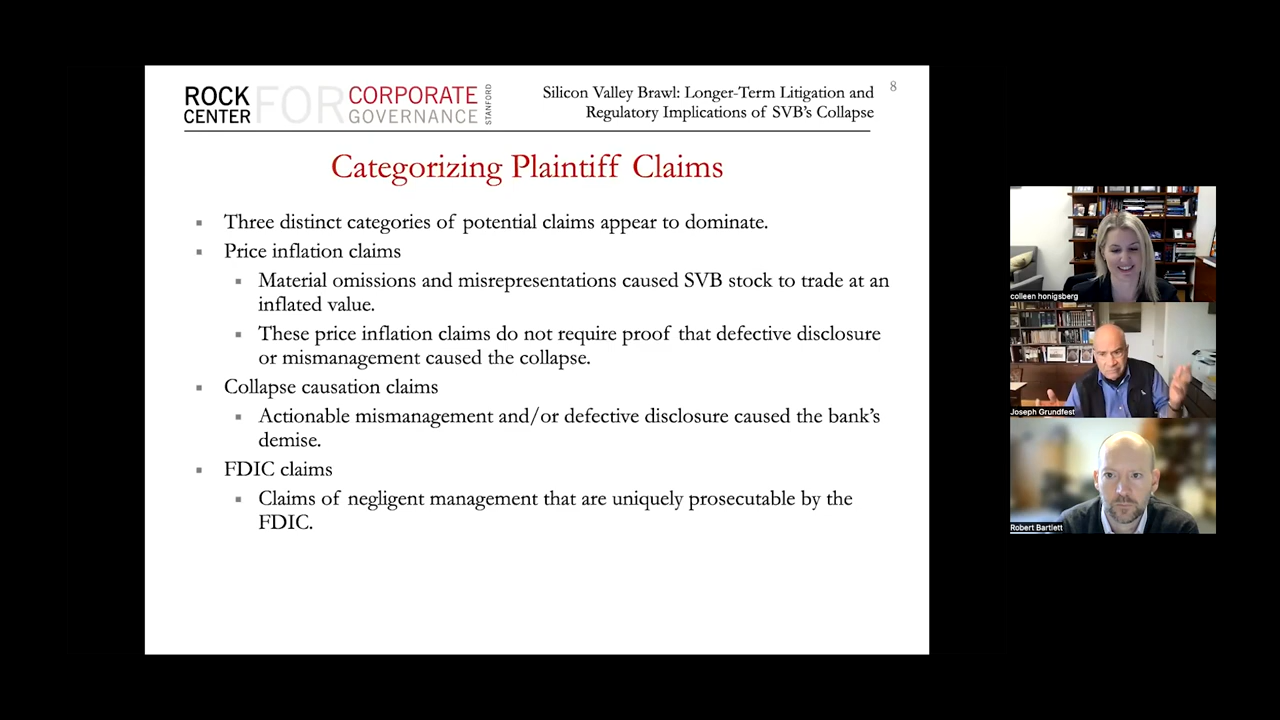 ROCK
CENTER
FOR
CORPORATE
GOVERNANCE
STANFORD
Silicon Valley Brawl: Longer-Term Litigation and
Regulatory Implications of SVB's Collapse
8
Categorizing Plaintiff Claims
Three distinct categories of potential claims appear to dominate.
Price inflation claims
Material omissions and misrepresentations caused SVB stock to trade at an
inflated value.
These price inflation claims do not require proof that defective disclosure
or mismanagement caused the collapse.
Collapse causation claims
Actionable mismanagement and/or defective disclosure caused the bank's
demise.
FDIC claims
Claims of negligent management that are uniquely prosecutable by the
FDIC.
colleen honigsberg
Joseph Grundfest
Robert Bartlett